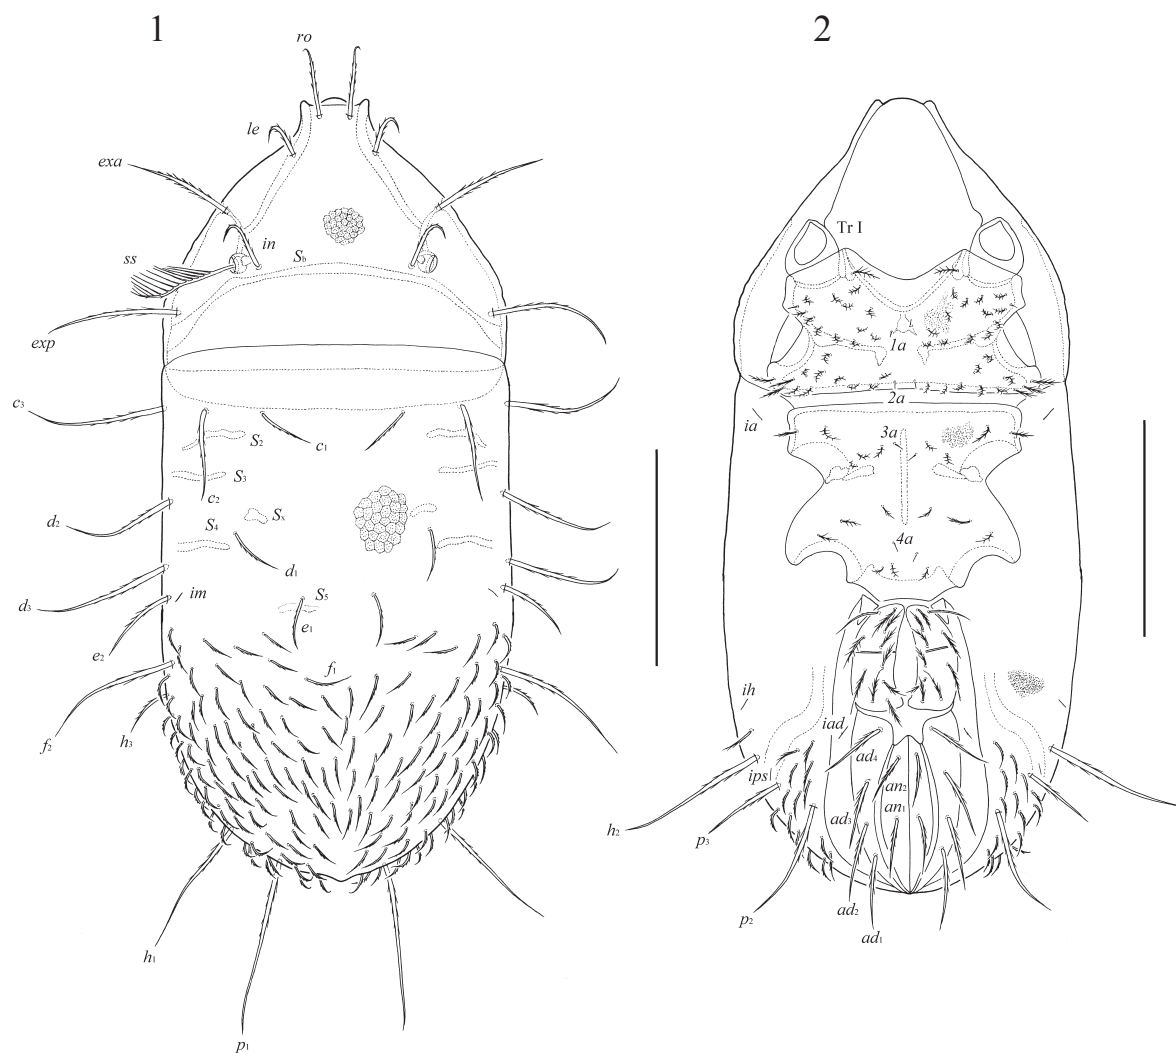 1
ro
le
exa
in
ss
Sb
exp
c3
S2
c1
S3
c2
d2
S4
Sx
d1
d3
im
S5
e1
e2
f1
f2
h3
h1
p1
2
Tr I
1a
2a
ia
3a
4a
ih
iad
ad4
ips
an2
an1
ad3
h2
p3
ad2
p2
ad1